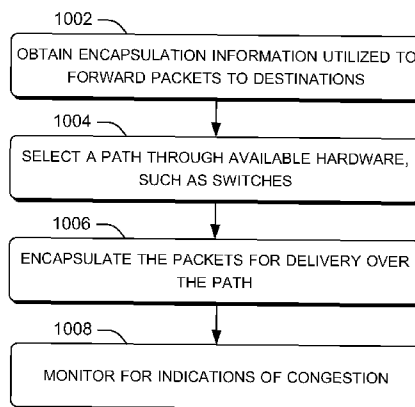 1002
OBTAIN ENCAPSULATION INFORMATION UTILIZED TO
FORWARD PACKETS TO DESTINATIONS
1004
SELECT A PATH THROUGH AVAILABLE HARDWARE,
SUCH AS SWITCHES
1006
ENCAPSULATE THE PACKETS FOR DELIVERY OVER
THE PATH
1008
MONITOR FOR INDICATIONS OF CONGESTION